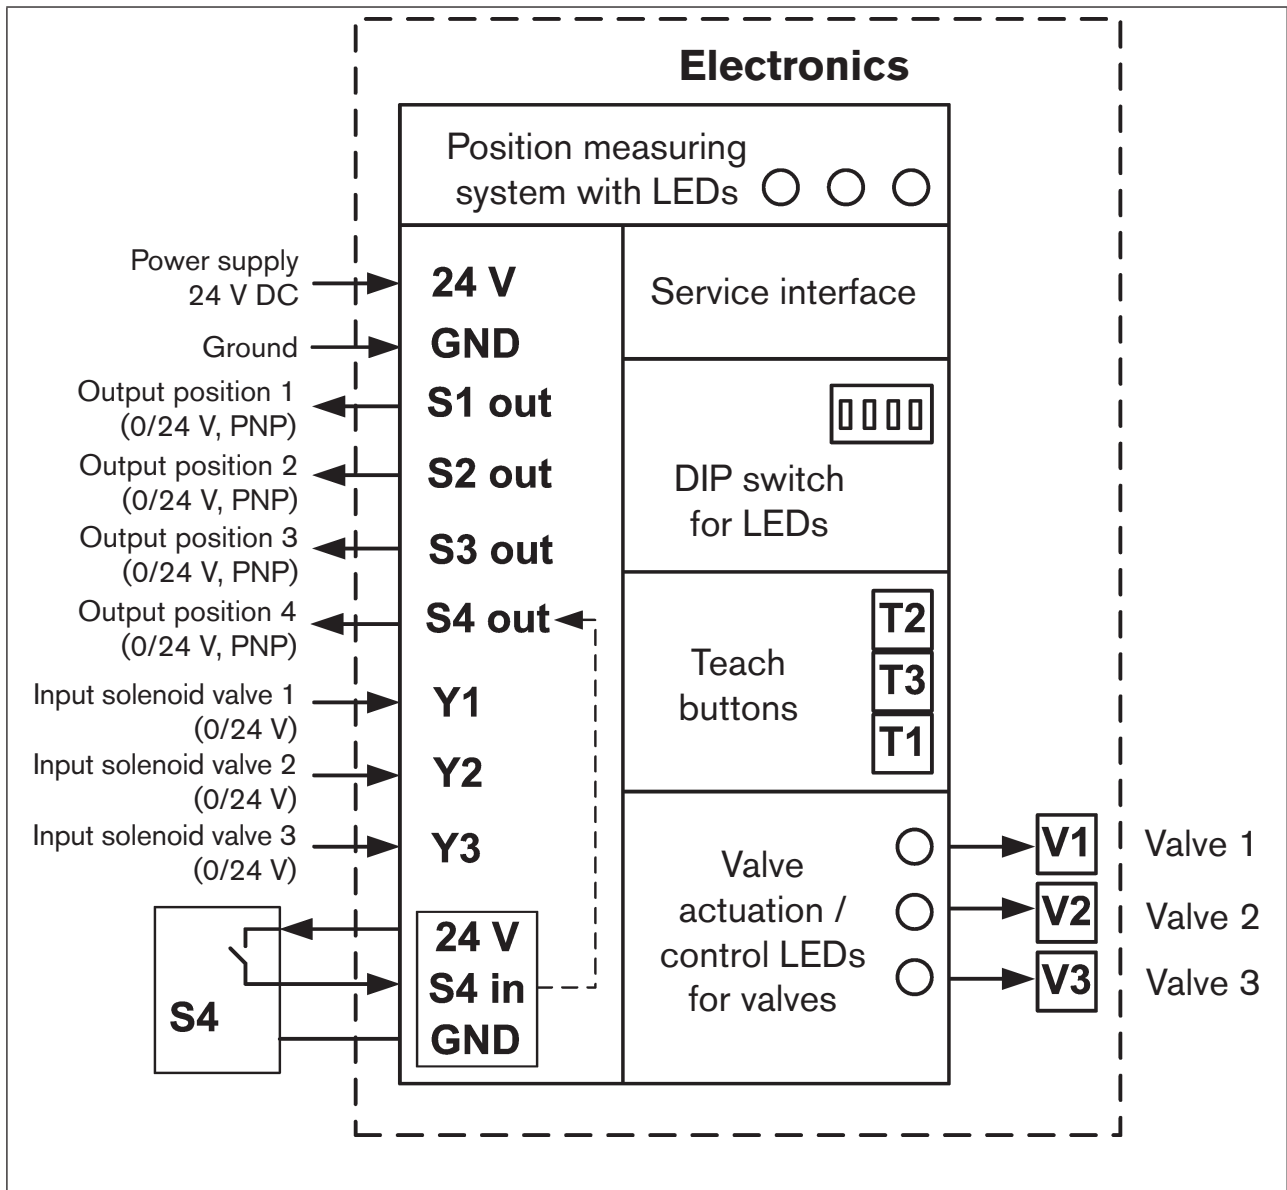 Electronics
Position measuring
system with LEDs
Power supply
24 V DC
24 V
Ground
GND
Output position 1
(0/24 V, PNP)
S1 out
Output position 2
(0/24 V, PNP)
S2 out
Output position 3
(0/24 V, PNP)
S3 out
Output position 4
(0/24 V, PNP)
S4 out
Input solenoid valve 1
(0/24 V)
Y1
Input solenoid valve 2
(0/24 V)
Y2
Input solenoid valve 3
(0/24 V)
Y3
S4
24 V
S4 in
GND
Service interface
DIP switch
for LEDs
Teach
buttons
T2
T3
T1
Valve
actuation /
control LEDs
for valves
V1
Valve 1
V2
Valve 2
V3
Valve 3